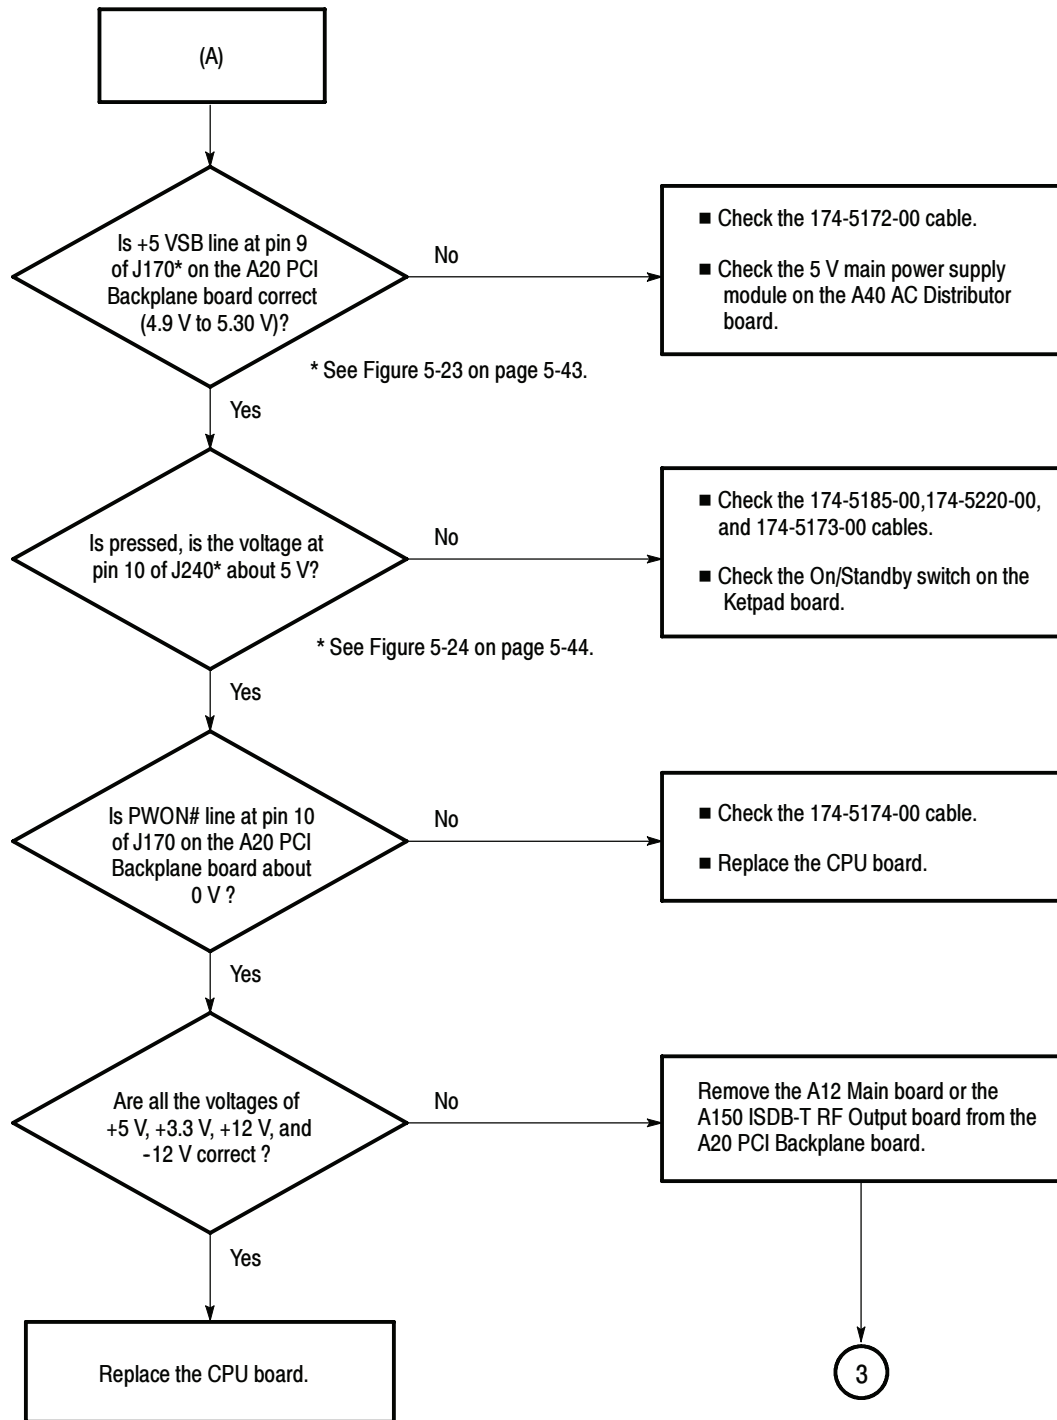 (A)
Is +5 VSB line at pin 9
of J170* on the A20 PCI
Backplane board correct
(4.9 V to 5.30 V)?
No
■ Check the 174-5172-00 cable.
■ Check the 5 V main power supply
module on the A40 AC Distributor
board.
* See Figure 5-23 on page 5-43.
Yes
Is pressed, is the voltage at
pin 10 of J240* about 5 V?
No
■ Check the 174-5185-00,174-5220-00,
and 174-5173-00 cables.
■ Check the On/Standby switch on the
Ketpad board.
* See Figure 5-24 on page 5-44.
Yes
Is PWON# line at pin 10
of J170 on the A20 PCI
Backplane board about
0 V ?
No
■ Check the 174-5174-00 cable.
■ Replace the CPU board.
Yes
Are all the voltages of
+5 V, +3.3 V, +12 V, and
-12 V correct ?
No
Remove the A12 Main board or the
A150 ISDB-T RF Output board from the
A20 PCI Backplane board.
Yes
Replace the CPU board.
3